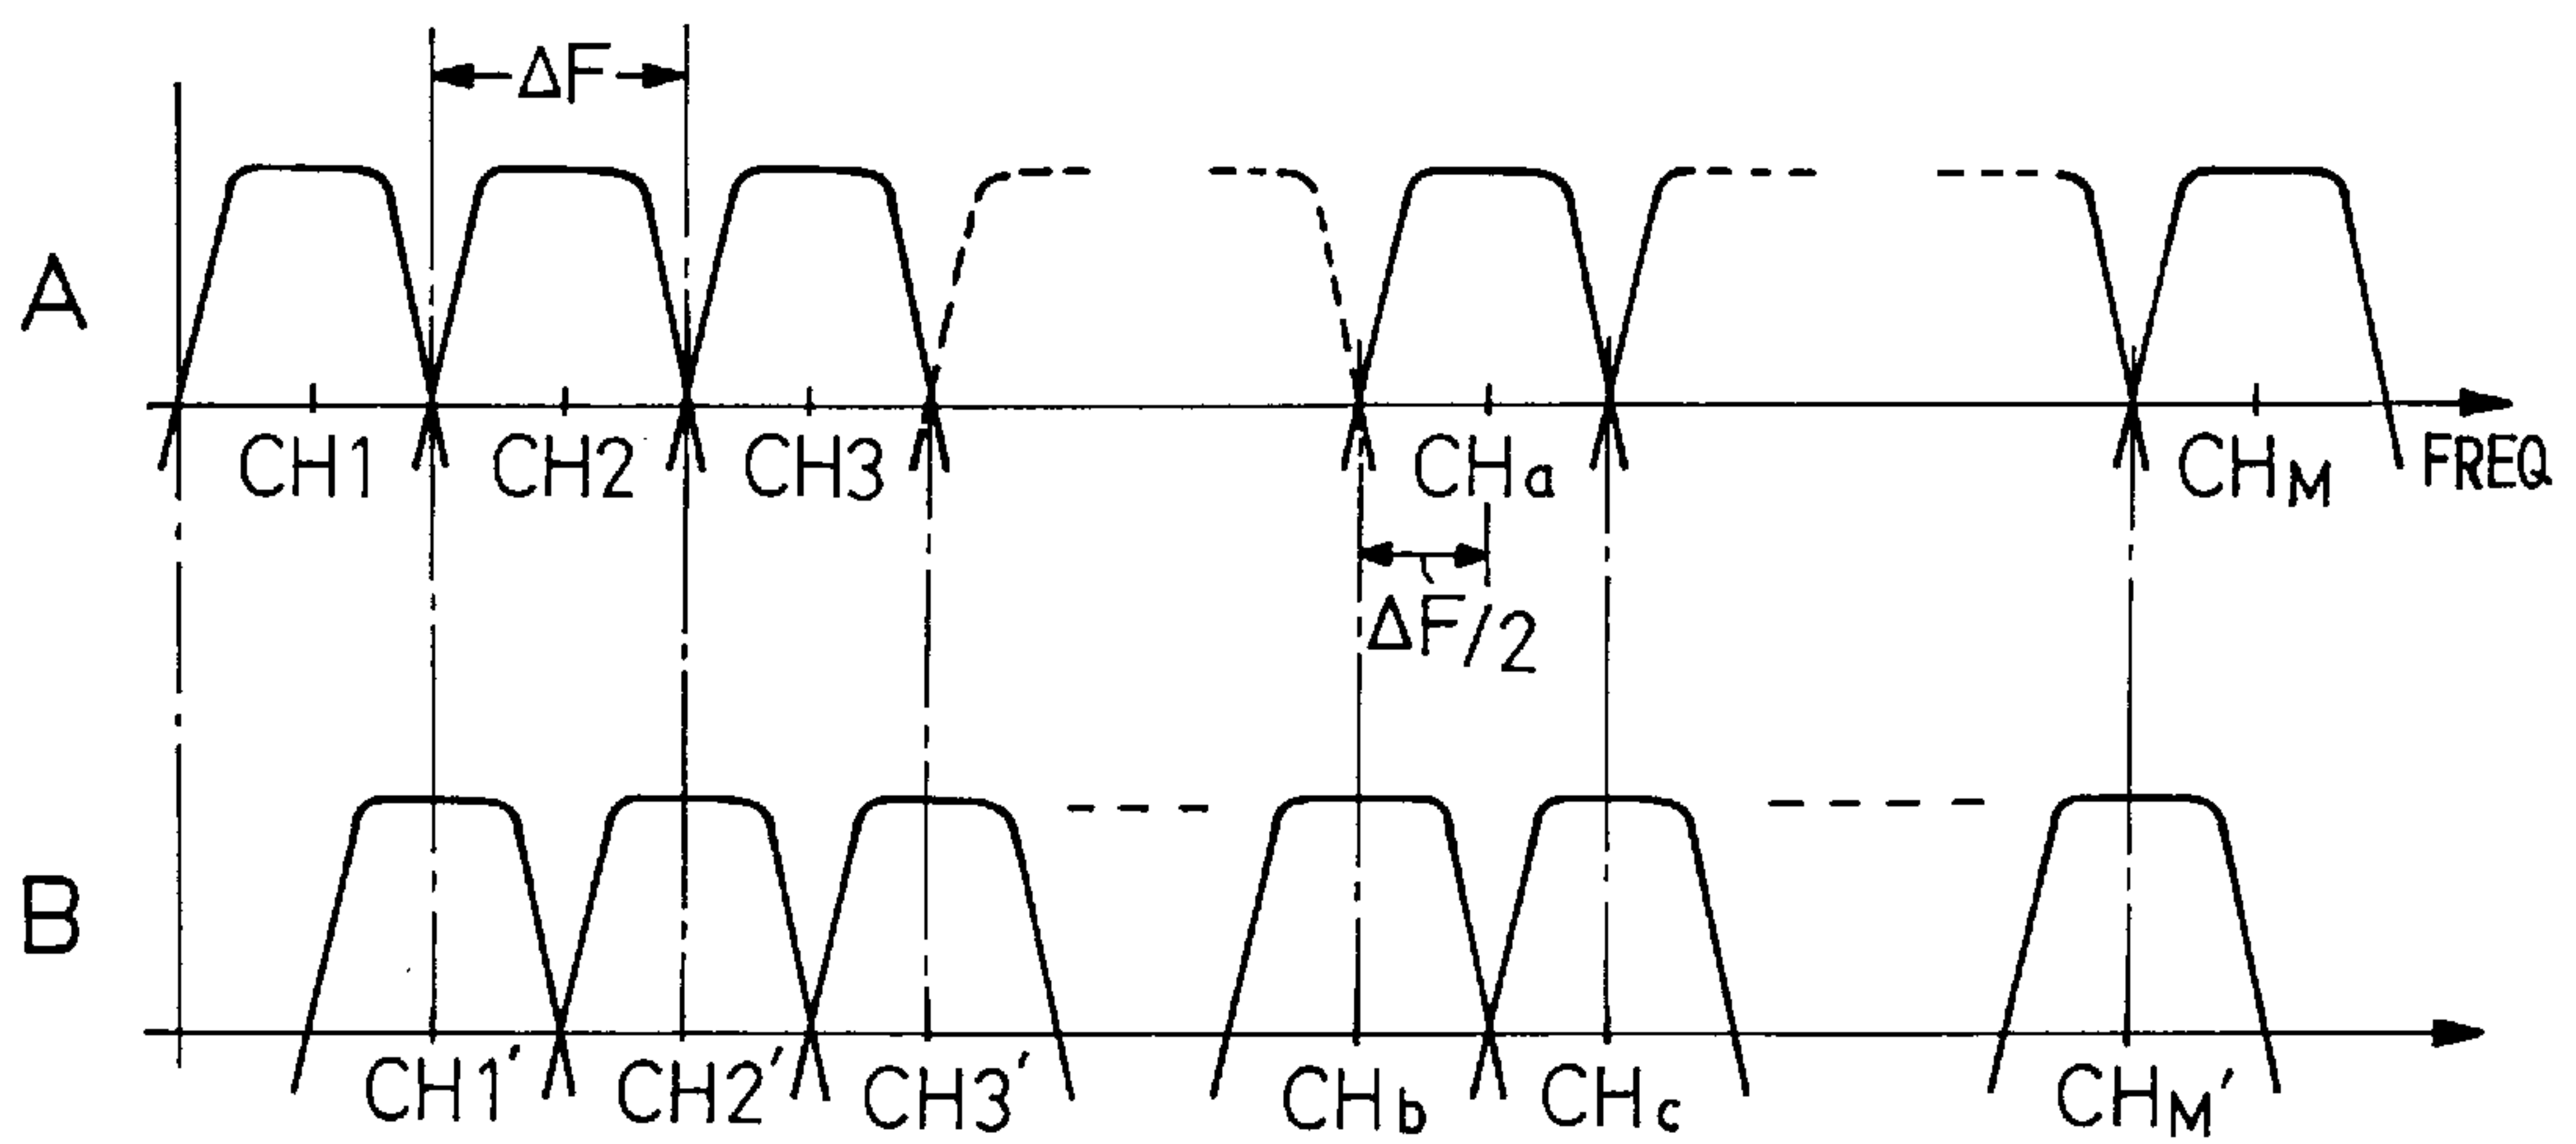 ΔF
A
CH1 CH2 CH3 CHa CHM FREQ
ΔF/2
B
CH1′ CH2′ CH3′ CHb CHc CHM′